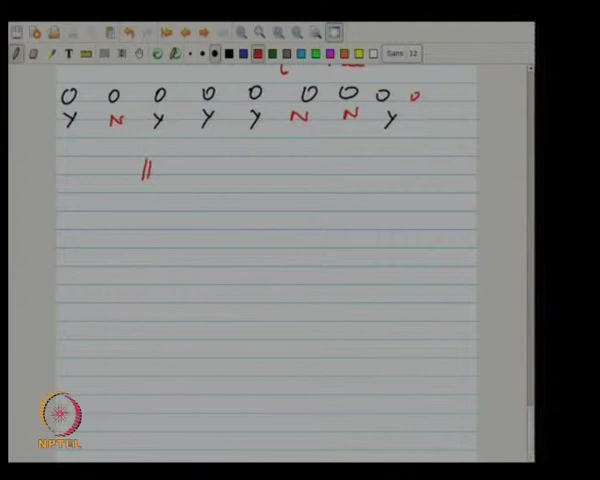 T Sans 12
0 0 0 0 0 0 0 0 0
Y N Y Y Y N N Y
||
NPTEL